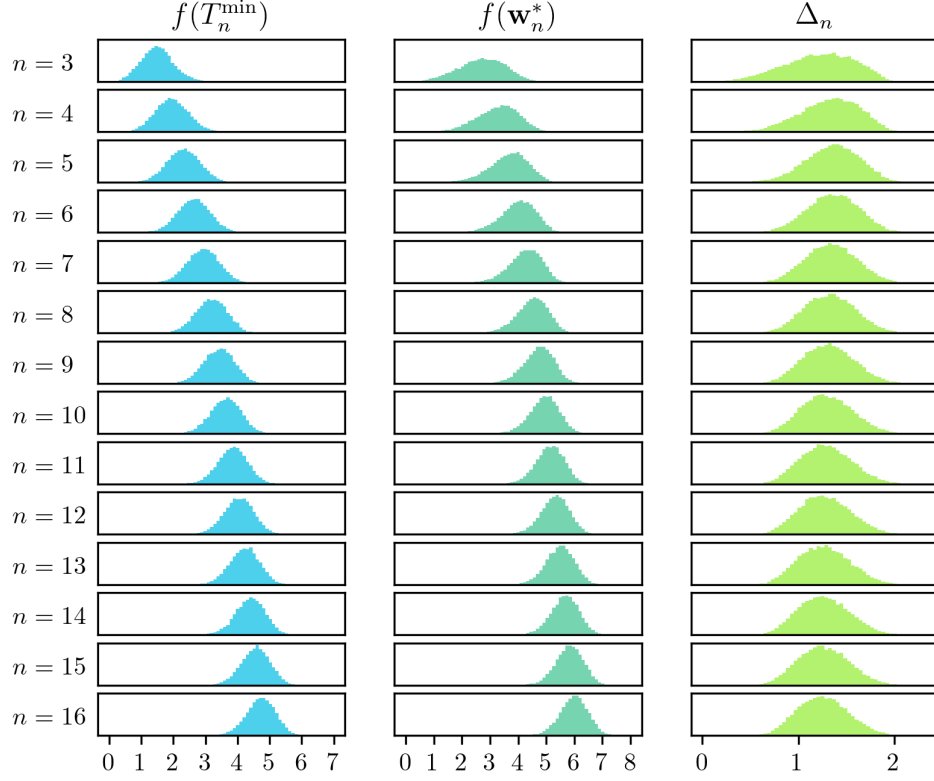 f(T_n^min) f(w_n^*) Δ_n
n = 3
n = 4
n = 5
n = 6
n = 7
n = 8
n = 9
n = 10
n = 11
n = 12
n = 13
n = 14
n = 15
n = 16
0 1 2 3 4 5 6 7 0 1 2 3 4 5 6 7 8 0 1 2